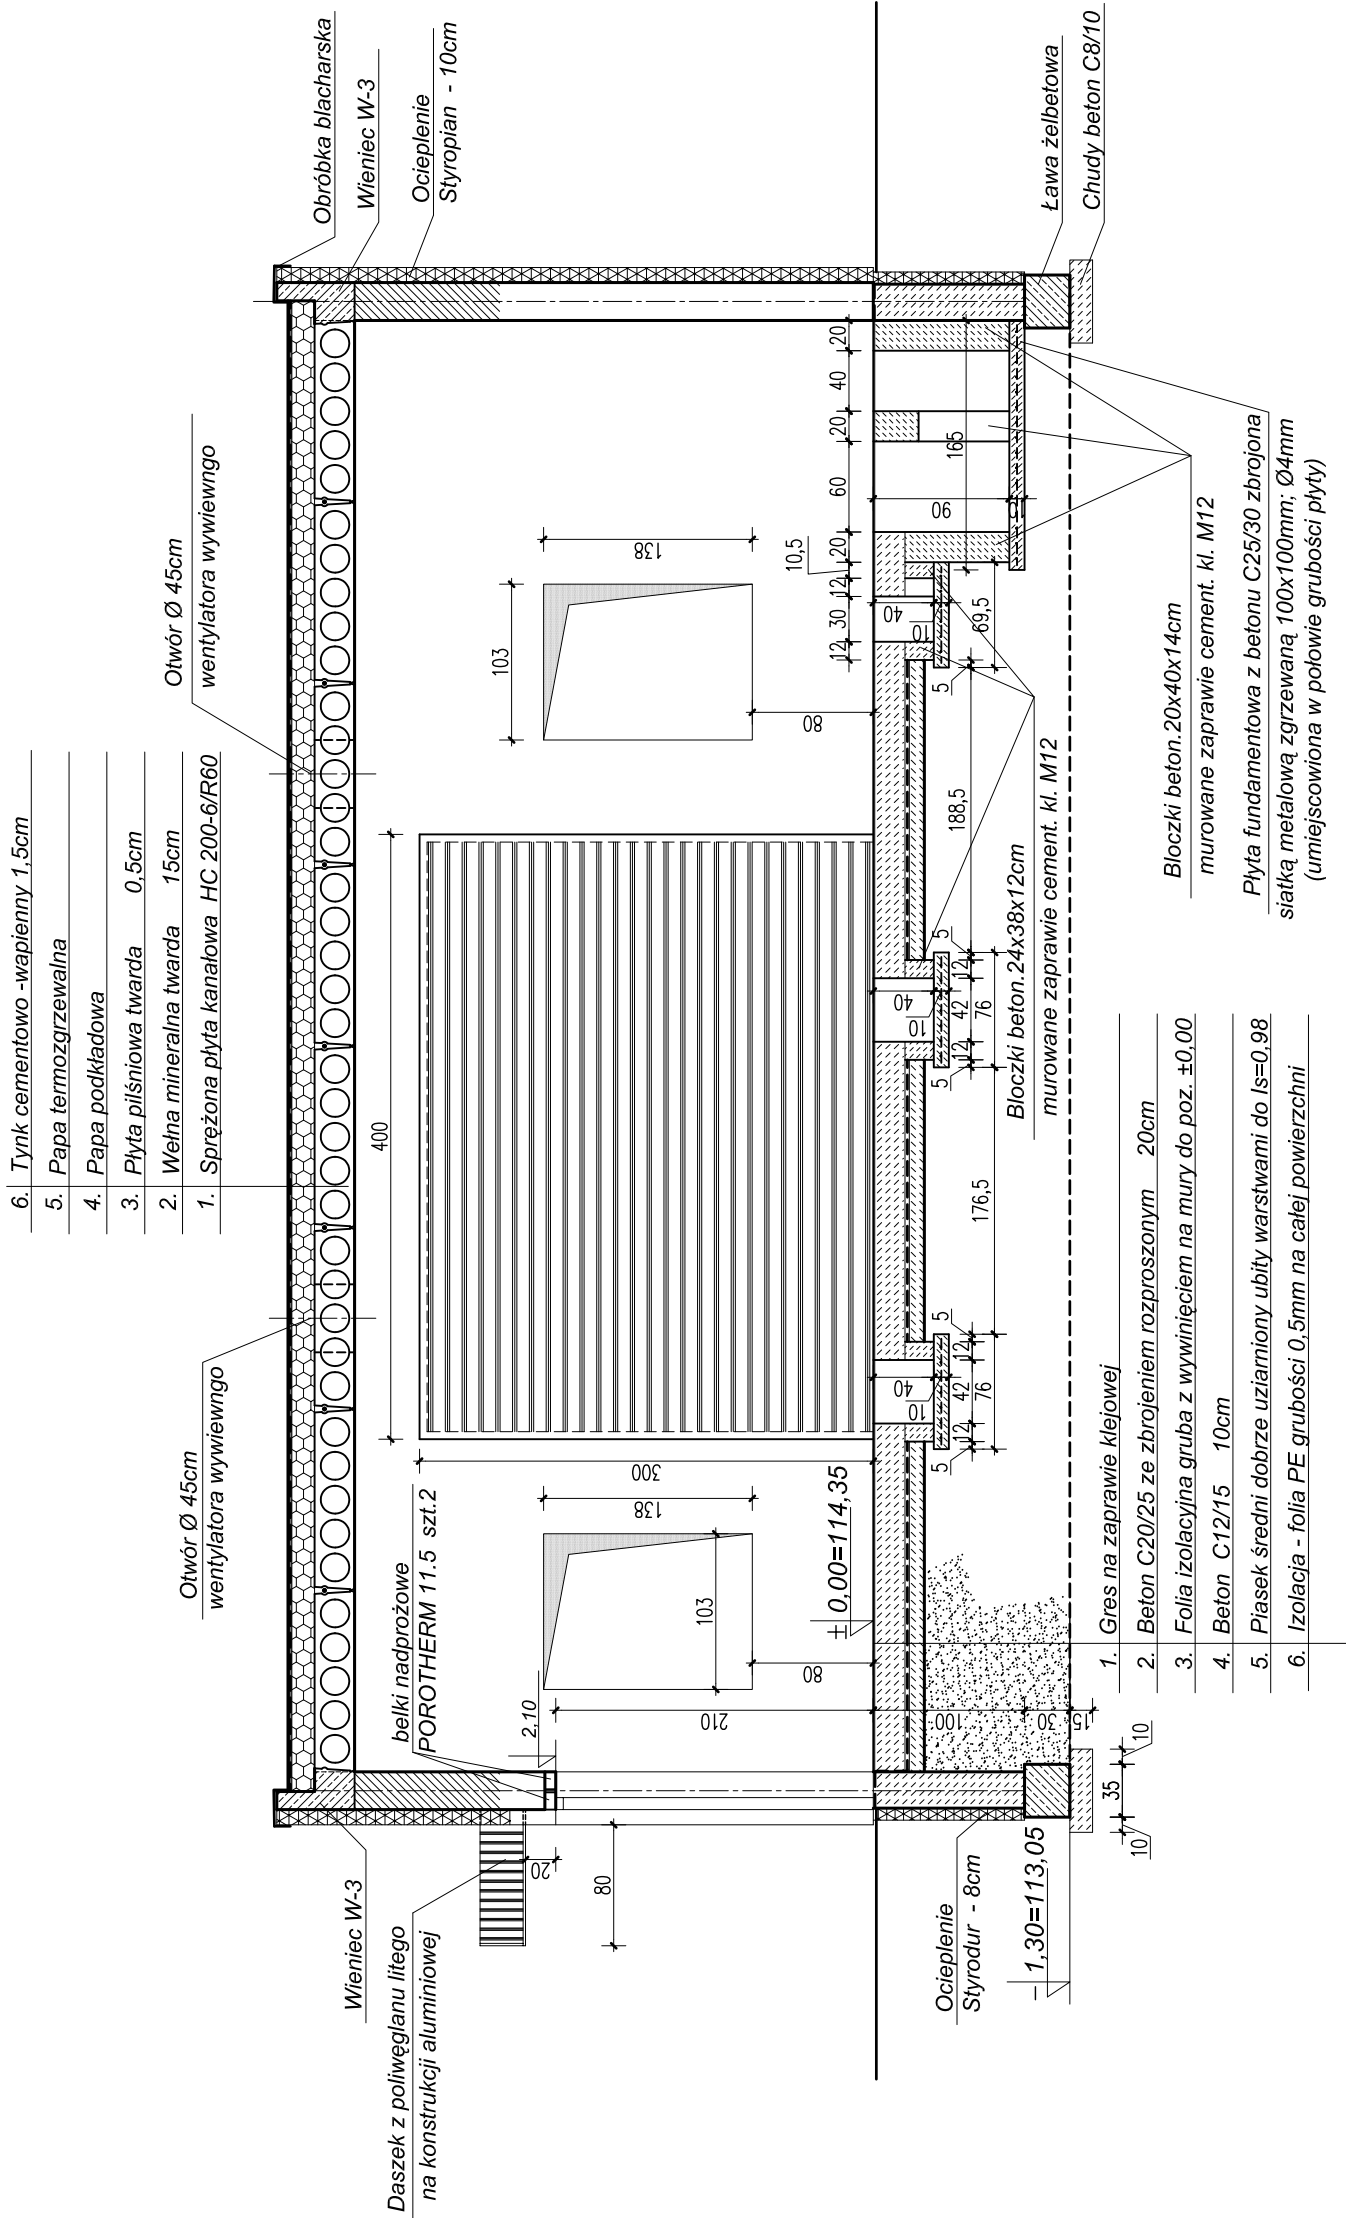 6. Tynk cementowo -wapienny 1,5cm
5. Papa termozgrzewalna
4. Papa podkładowa
3. Płyta pilśniowa twarda 0,5cm
2. Wełna mineralna twarda 15cm
1. Sprężona płyta kanałowa HC 200-6/R60
Otwór Ø 45cm
wentylatora wywiewngo
Otwór Ø 45cm
wentylatora wywiewngo
Obróbka blacharska
Wieniec W-3
Ocieplenie
Styropian - 10cm
Wieniec W-3
Daszek z poliwęglanu litego
na konstrukcji aluminiowej
belki nadprożowe
POROTHERM 11.5 szt.2
2,10
20
80
210
103
138
80
300
400
103
138
80
± 0,00=114,35
10,5
12
30
12
20
60
20
40
20
165
90
10
40
10
69,5
5
188,5
5
12
42
12
5
76
40
10
176,5
5
12
42
12
5
76
40
10
100
30
15
10
35
10
Ocieplenie
Styrodur - 8cm
- 1,30=113,05
Ława żelbetowa
Chudy beton C8/10
Bloczki beton.24x38x12cm
murowane zaprawie cement. kl. M12
Bloczki beton.20x40x14cm
murowane zaprawie cement. kl. M12
Płyta fundamentowa z betonu C25/30 zbrojona
siatką metalową zgrzewaną 100x100mm; Ø4mm
(umiejscowiona w połowie grubości płyty)
1. Gres na zaprawie klejowej
2. Beton C20/25 ze zbrojeniem rozproszonym 20cm
3. Folia izolacyjna gruba z wywinięciem na mury do poz. ±0,00
4. Beton C12/15 10cm
5. Piasek średni dobrze uziarniony ubity warstwami do Is=0,98
6. Izolacja - folia PE grubości 0,5mm na całej powierzchni